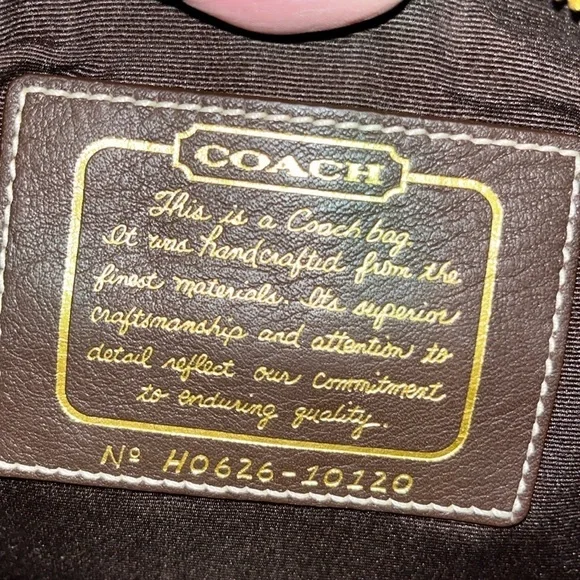 COACH
This is a Coach bag.
It was handcrafted from the
finest materials. Its superior
craftsmanship and attention to
detail reflect our commitment
to enduring quality.
Nº H0626-10120